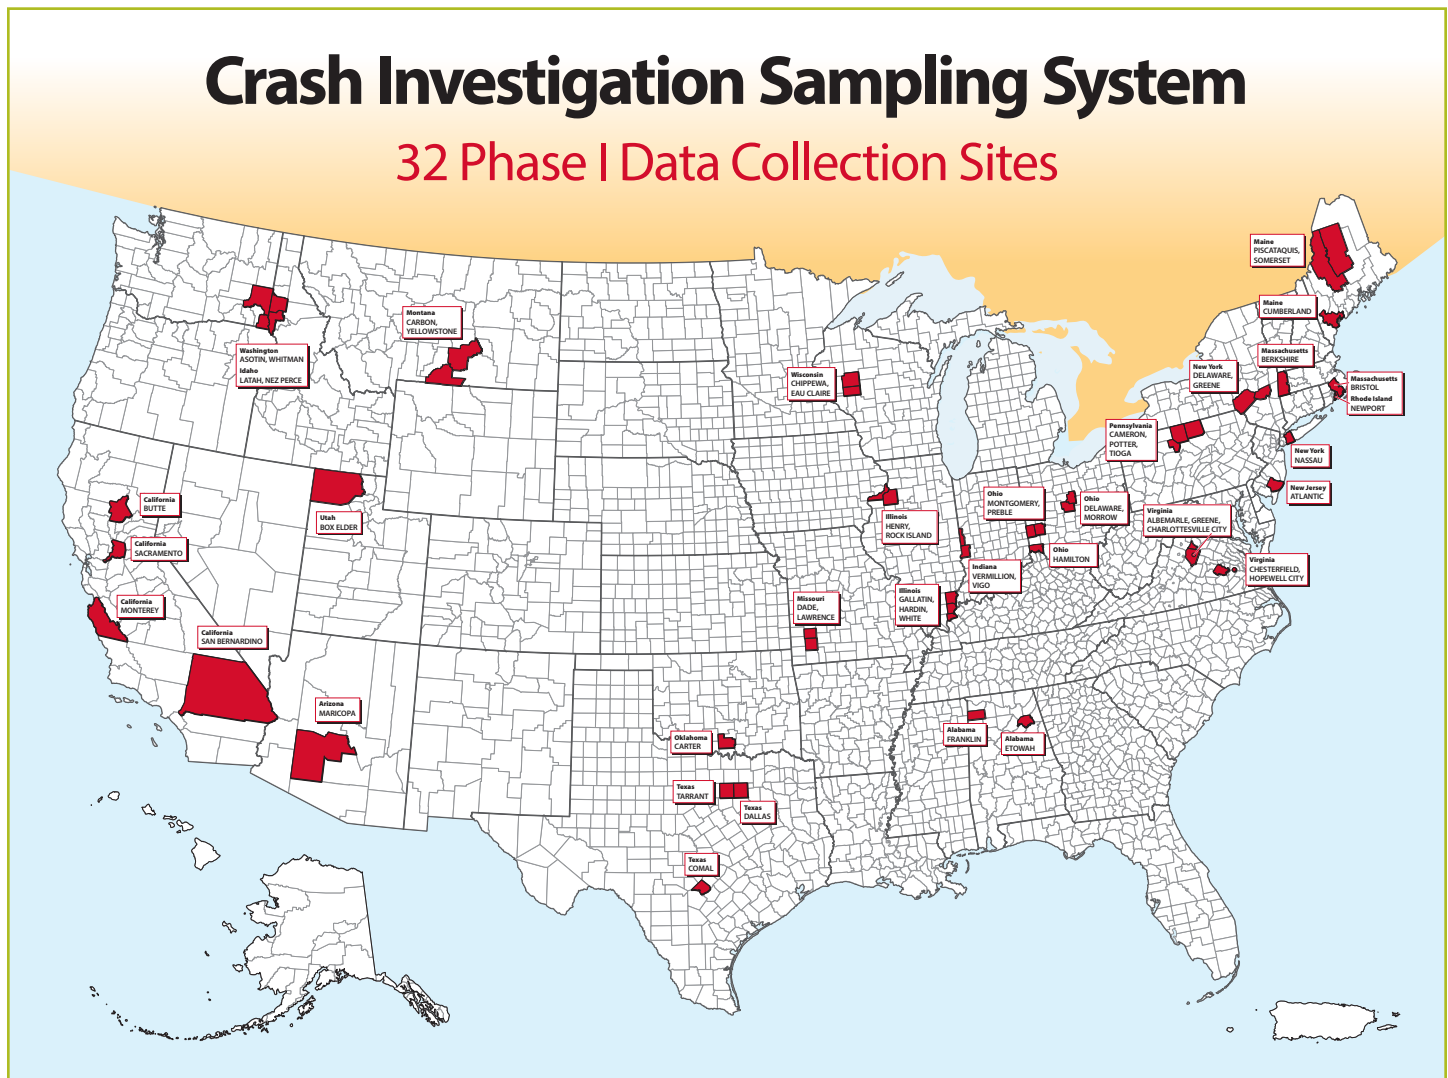 Crash Investigation Sampling System
32 Phase I Data Collection Sites
Maine
PISCATAQUIS,
SOMERSET
Maine
CUMBERLAND
Montana
CARBON,
YELLOWSTONE
Washington
ASOTIN, WHITMAN
Idaho
LATAH, NEZ PERCE
Wisconsin
CHIPPEWA,
EAU CLAIRE
Massachusetts
BERKSHIRE
New York
DELAWARE,
GREENE
Massachusetts
BRISTOL
Rhode Island
NEWPORT
Pennsylvania
CAMERON,
POTTER,
TIOGA
New York
NASSAU
New Jersey
ATLANTIC
California
BUTTE
Utah
BOX ELDER
California
SACRAMENTO
Illinois
HENRY,
ROCK ISLAND
Ohio
MONTGOMERY,
PREBLE
Ohio
DELAWARE,
MORROW
Virginia
ALBEMARLE, GREENE,
CHARLOTTESVILLE CITY
Ohio
HAMILTON
Virginia
CHESTERFIELD,
HOPEWELL CITY
Indiana
VERMILLION,
VIGO
Illinois
GALLATIN,
HARDIN,
WHITE
California
MONTEREY
Missouri
DADE,
LAWRENCE
California
SAN BERNARDINO
Arizona
MARICOPA
Oklahoma
CARTER
Alabama
FRANKLIN
Alabama
ETOWAH
Texas
TARRANT
Texas
DALLAS
Texas
COMAL